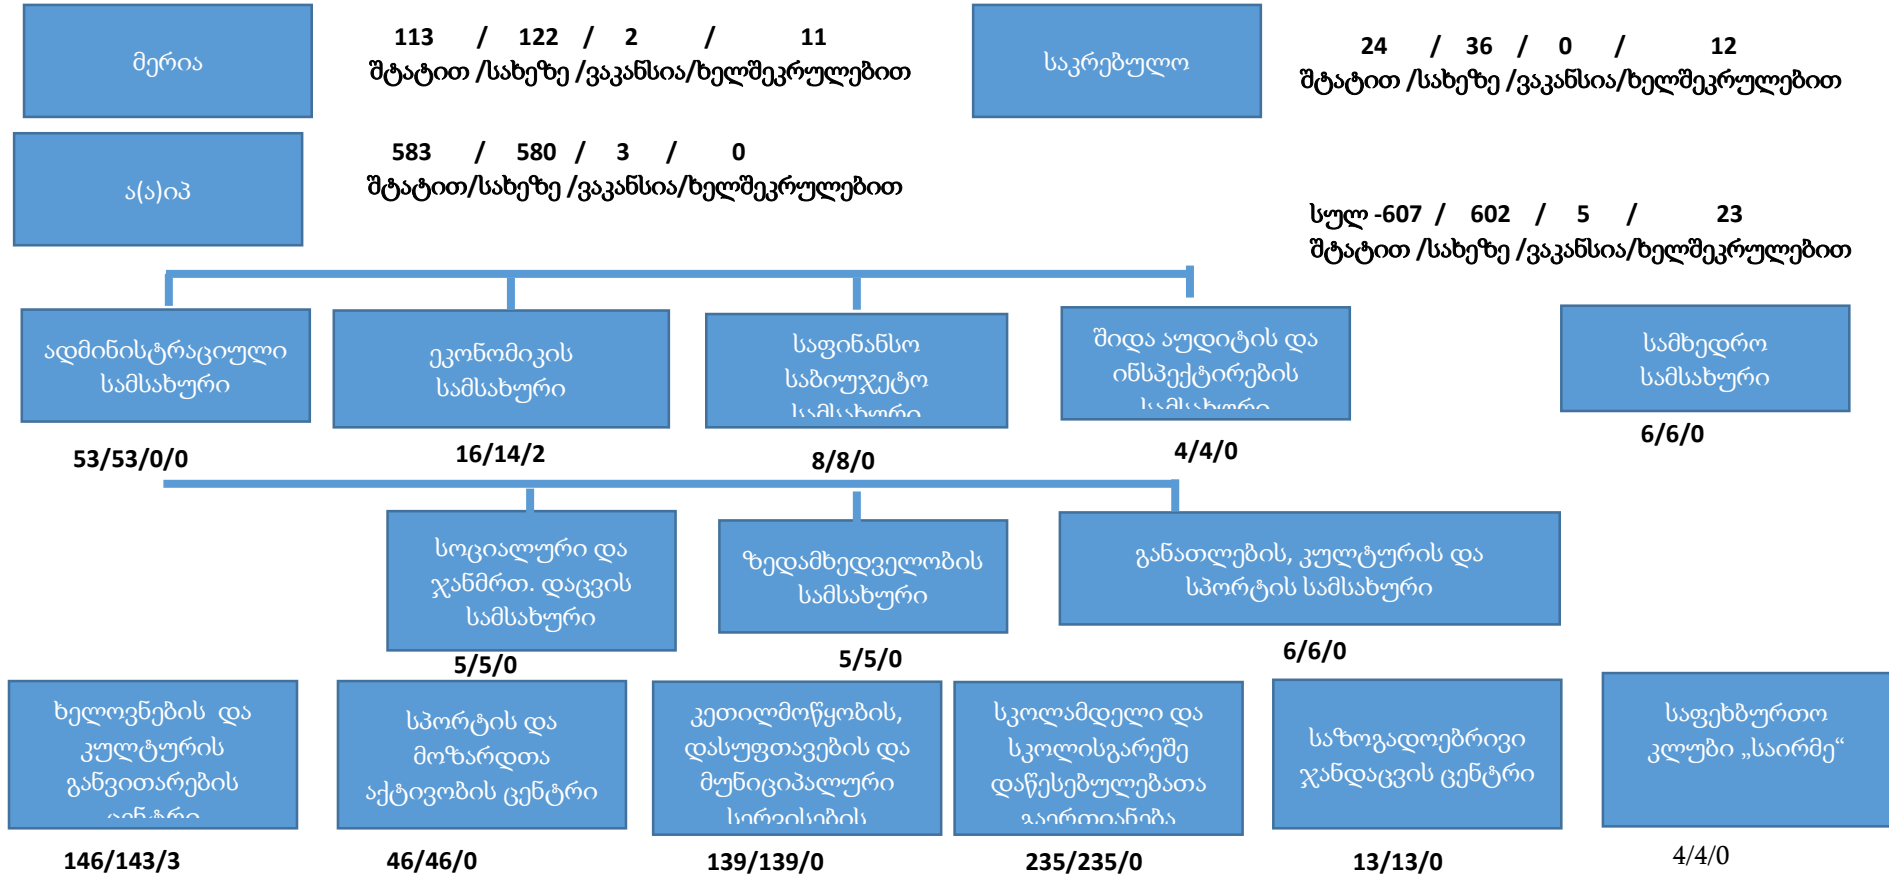 მერია
113 / 122 / 2 / 11
შტატით /სახეზე /ვაკანსია/ხელშეკრულებით
საკრებულო
24 / 36 / 0 / 12
შტატით /სახეზე /ვაკანსია/ხელშეკრულებით
ა(ა)იპ
583 / 580 / 3 / 0
შტატით/სახეზე /ვაკანსია/ხელშეკრულებით
სულ -607 / 602 / 5 / 23
შტატით /სახეზე /ვაკანსია/ხელშეკრულებით
ადმინისტრაციული
სამსახური
53/53/0/0
ეკონომიკის
სამსახური
16/14/2
საფინანსო
საბიუჯეტო
სამსახური
8/8/0
შიდა აუდიტის და
ინსპექტირების
სამსახური
4/4/0
სამხედრო
სამსახური
6/6/0
სოციალური და
ჯანმრთ. დაცვის
სამსახური
5/5/0
ზედამხედველობის
სამსახური
5/5/0
განათლების, კულტურის და
სპორტის სამსახური
6/6/0
ხელოვნების და
კულტურის
განვითარების
ცენტრი
146/143/3
სპორტის და
მოზარდთა
აქტივობის ცენტრი
46/46/0
კეთილმოწყობის,
დასუფთავების და
მუნიციპალური
სერვისების
139/139/0
სკოლამდელი და
სკოლისგარეშე
დაწესებულებათა
გაერთიანება
235/235/0
საზოგადოებრივი
ჯანდაცვის ცენტრი
13/13/0
საფეხბურთო
კლუბი „საირმე“
4/4/0